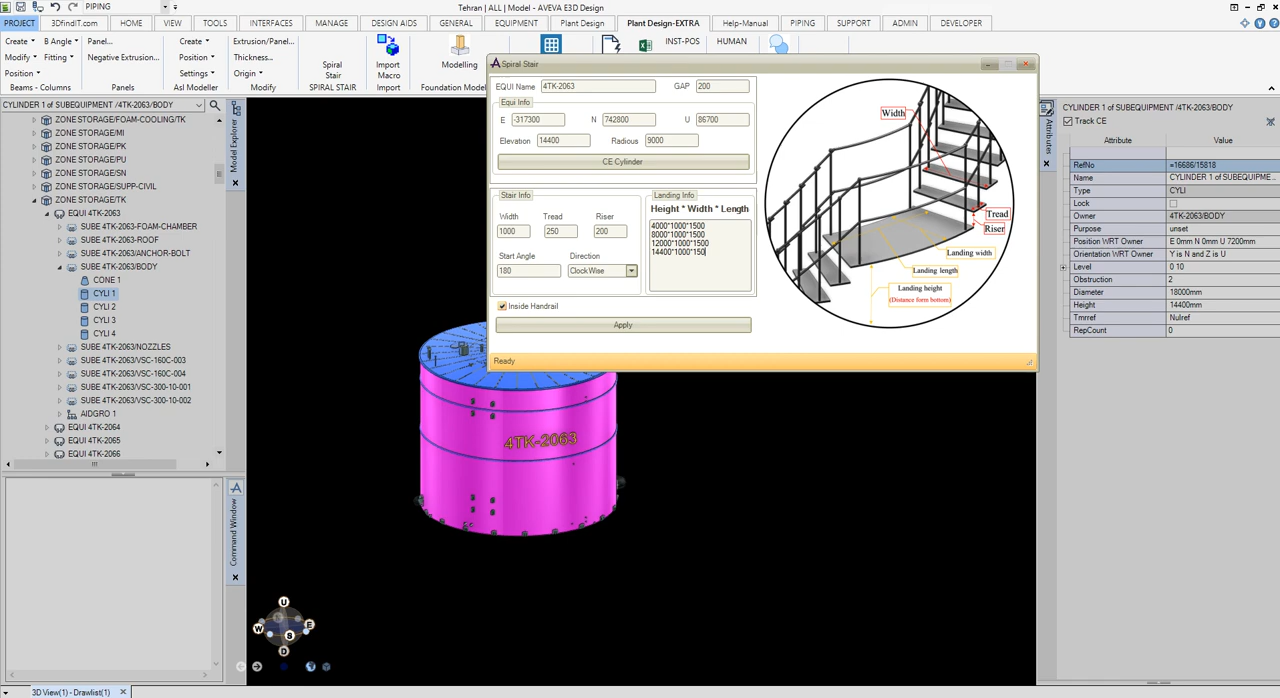 PIPING
Tehran | ALL | Model - AVEVA E3D Design
PROJECT
3DfindIT.com
HOME
VIEW
TOOLS
INTERFACES
MANAGE
DESIGN AIDS
GENERAL
EQUIPMENT
Plant Design
Plant Design-EXTRA
Help-Manual
PIPING
SUPPORT
ADMIN
DEVELOPER
Create
B Angle
Panel...
Create
Extrusion/Panel...
INST-POS
HUMAN
Modify
Fitting
Negative Extrusion...
Position
Thickness...
Spiral
Stair
Import
Macro
Modelling
Position
Settings
Origin
Beams - Columns
Panels
Asl Modeller
Modify
SPIRAL STAIR
Import
Foundation Model
CYLINDER 1 of SUBEQUIPMENT /4TK-2063/BODY
ZONE STORAGE/FOAM-COOLING/TK
ZONE STORAGE/MI
ZONE STORAGE/PK
ZONE STORAGE/PU
ZONE STORAGE/SN
ZONE STORAGE/SUPP-CIVIL
ZONE STORAGE/TK
EQUI 4TK-2063
SUBE 4TK-2063/FOAM-CHAMBER
SUBE 4TK-2063/ROOF
SUBE 4TK-2063/ANCHOR-BOLT
SUBE 4TK-2063/BODY
CONE 1
CYLI 1
CYLI 2
CYLI 3
CYLI 4
SUBE 4TK-2063/NOZZLES
SUBE 4TK-2063/VSC-160C-003
SUBE 4TK-2063/VSC-160C-004
SUBE 4TK-2063/VSC-300-10-001
SUBE 4TK-2063/VSC-300-10-002
AIDGRO 1
EQUI 4TK-2064
EQUI 4TK-2065
EQUI 4TK-2066
Model Explorer
Command Window
Spiral Stair
EQUI Name 4TK-2063 GAP 200
Equi Info
E -317300 N 742800 U 86700
Elevation 14400 Radius 9000
CE Cylinder
Stair Info
Width Tread Riser
1000 250 200
Start Angle Direction
180 ClockWise
Landing Info
Height * Width * Length
4000*1000*1500
8000*1000*1500
12000*1000*1500
14400*1000*150
Inside Handrail
Apply
Ready
Width
Tread
Riser
Landing width
Landing length
Landing height
(Distance form bottom)
4TK-2063
U
W
E
S
D
Attributes
CYLINDER 1 of SUBEQUIPMENT /4TK-2063/BODY
Track CE
Attribute Value
RefNo =16686/15818
Name CYLINDER 1 of SUBEQUIPME...
Type CYLI
Lock
Owner 4TK-2063/BODY
Purpose unset
Position WRT Owner E 0mm N 0mm U 7200mm
Orientation WRT Owner Y is N and Z is U
Level 0 10
Obstruction 2
Diameter 18000mm
Height 14400mm
Tmrref Nulref
RepCount 0
3D View(1) - Drawlist(1)